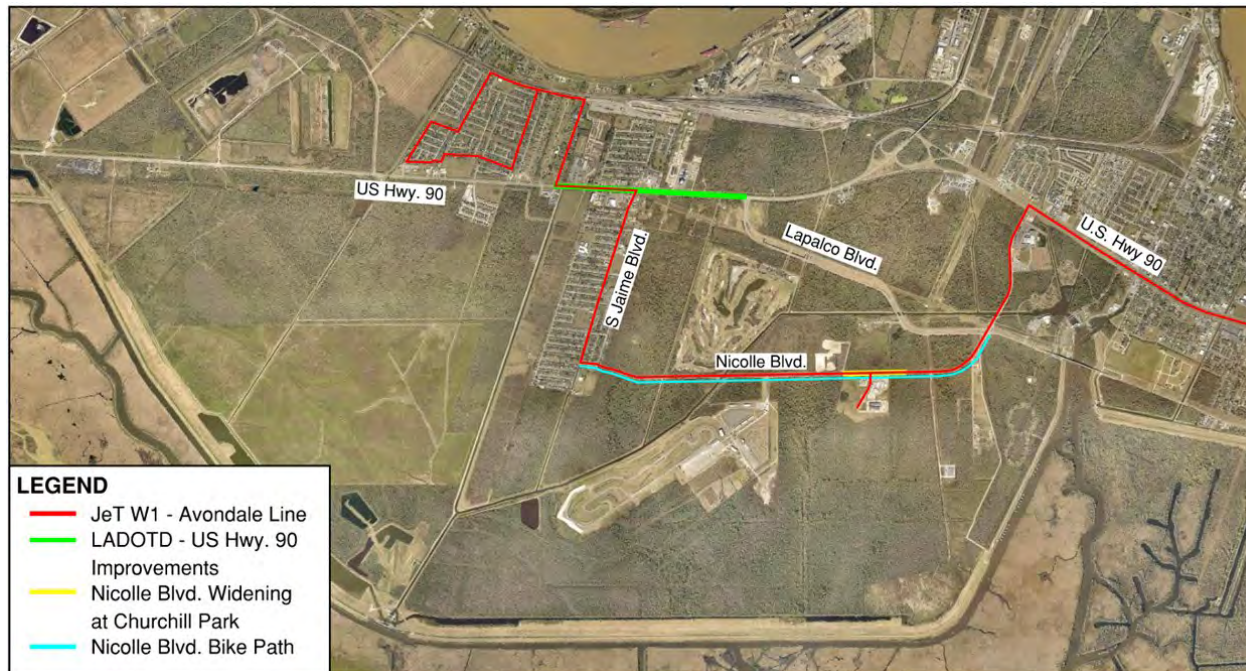 US Hwy. 90
S Jaime Blvd.
Lapalco Blvd.
U.S. Hwy 90
Nicolle Blvd.
LEGEND
JeT W1 - Avondale Line
LADOTD - US Hwy. 90
Improvements
Nicolle Blvd. Widening
at Churchill Park
Nicolle Blvd. Bike Path